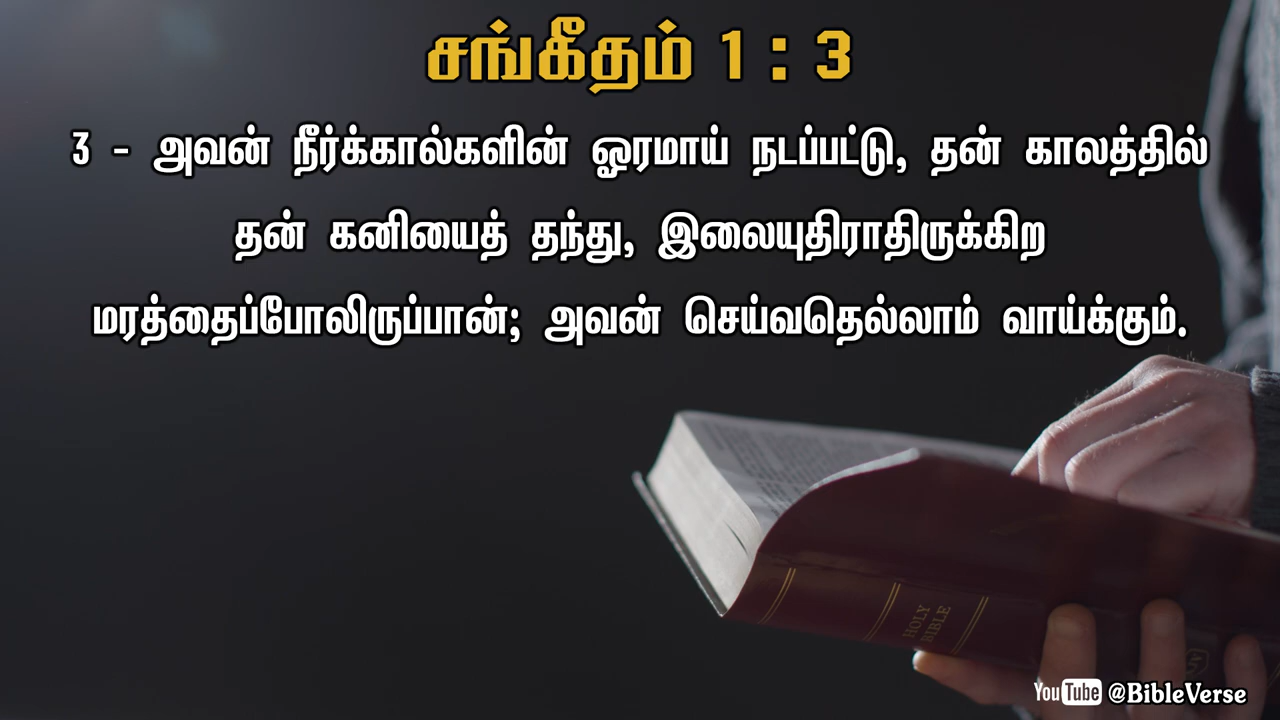 சங்கீதம் 1 : 3
3 - அவன் நீர்க்கால்களின் ஓரமாய் நடப்பட்டு, தன் காலத்தில்
தன் கனியைத் தந்து, இலையுதிராதிருக்கிற
மரத்தைப்போலிருப்பான்; அவன் செய்வதெல்லாம் வாய்க்கும்.
HOLY
BIBLE
YouTube @BibleVerse